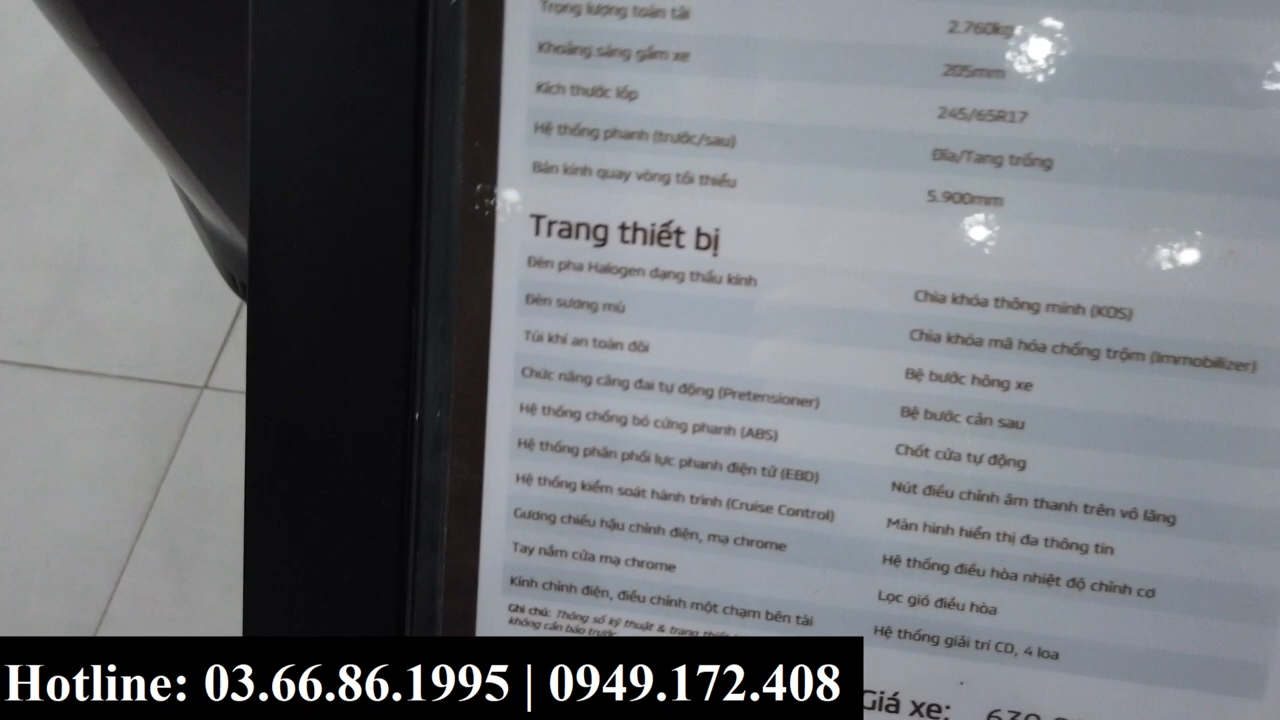 Trọng lượng toàn tải 2.760kg
Khoảng sáng gầm xe 205mm
Kích thước lốp 245/65R17
Hệ thống phanh (trước/sau) Đĩa/Tang trống
Bán kính quay vòng tối thiểu 5.900mm
Trang thiết bị
Đèn pha Halogen dạng thấu kính
Đèn sương mù
Túi khí an toàn đôi
Chức năng căng đai tự động (Pretensioner)
Hệ thống chống bó cứng phanh (ABS)
Hệ thống phân phối lực phanh điện tử (EBD)
Hệ thống kiểm soát hành trình (Cruise Control)
Gương chiếu hậu chỉnh điện, mạ chrome
Tay nắm cửa mạ chrome
Kính chỉnh điện, điều chỉnh một chạm bên tài
Chìa khóa thông minh (KOS)
Chìa khóa mã hóa chống trộm (Immobilizer)
Bệ bước hông xe
Bệ bước cản sau
Chốt cửa tự động
Nút điều chỉnh âm thanh trên vô lăng
Màn hình hiển thị đa thông tin
Hệ thống điều hòa nhiệt độ chỉnh cơ
Lọc gió điều hòa
Hệ thống giải trí CD, 4 loa
Ghi chú: Thông số kỹ thuật & trang thiết
không cần báo trước
Giá xe:
Hotline: 03.66.86.1995 | 0949.172.408